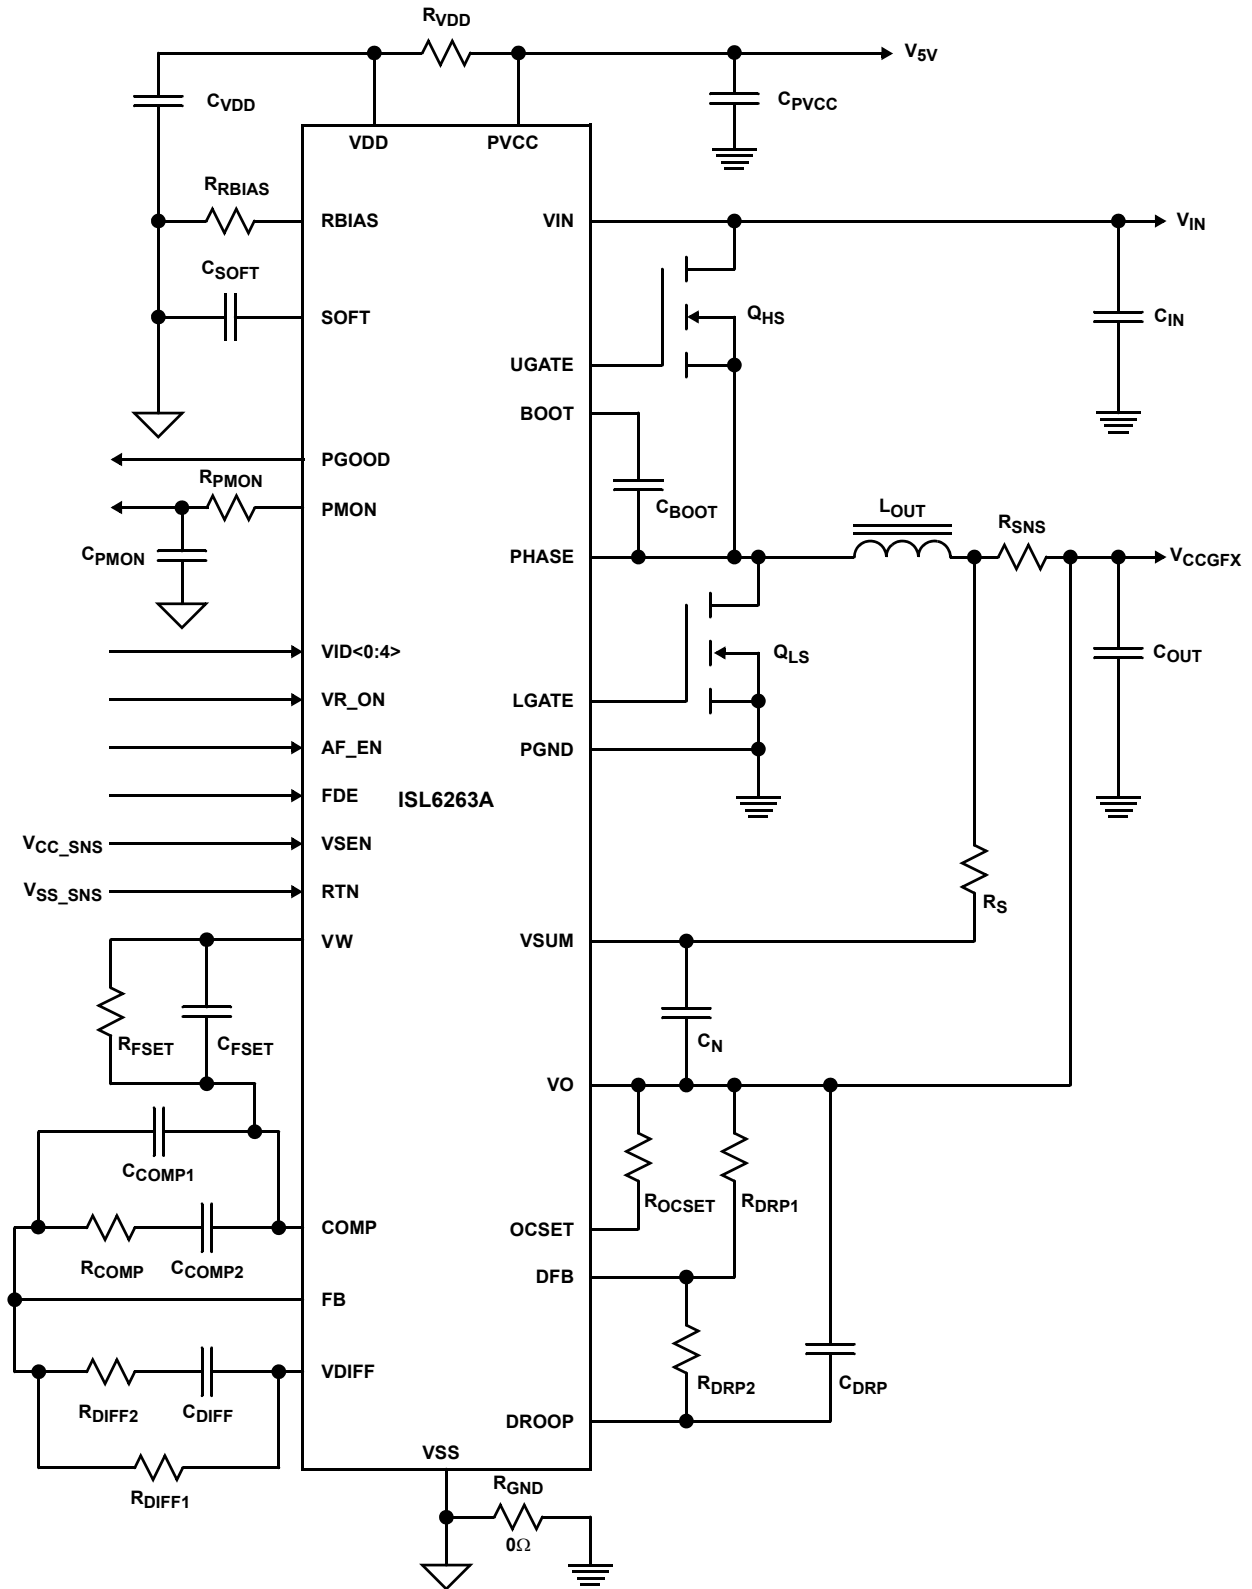 RVDD
V5V
CVDD
CPVCC
VDD
PVCC
RRBIAS
RBIAS
VIN
VIN
CSOFT
SOFT
QHS
CIN
UGATE
BOOT
PGOOD
RPMON
PMON
CBOOT
LOUT
RSNS
CPMON
PHASE
VCCGFX
VID<0:4>
QLS
COUT
VR_ON
LGATE
AF_EN
PGND
FDE
ISL6263A
VCC_SNS
VSEN
VSS_SNS
RTN
RS
VW
VSUM
RFSET
CFSET
CN
VO
CCOMP1
ROCSET
RDRP1
COMP
OCSET
RCOMP
CCOMP2
DFB
FB
VDIFF
RDRP2
CDRP
RDIFF2
CDIFF
DROOP
VSS
RDIFF1
RGND
0Ω